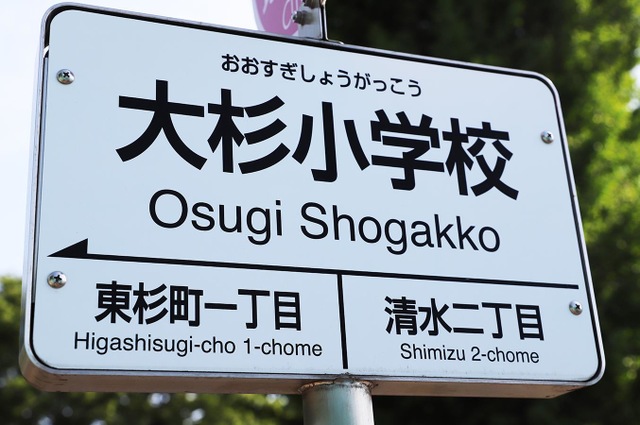 おおすぎしょうがっこう
大杉小学校
Osugi Shogakko
東杉町一丁目 清水二丁目
Higashisugi-cho 1-chome Shimizu 2-chome